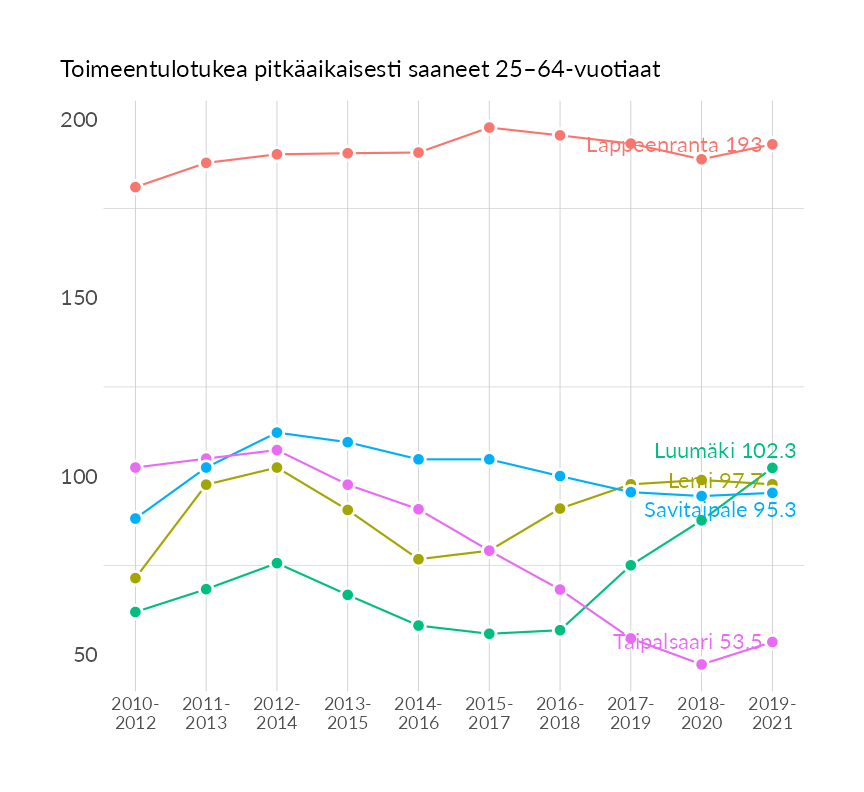 Toimeentulotukea pitkäaikaisesti saaneet 25–64-vuotiaat
200
Lappeenranta 193
150
Luumäki 102.3
100
Lemi 97.7
Savitaipale 95.3
Taipalsaari 53.5
50
2010- 2011- 2012- 2013- 2014- 2015- 2016- 2017- 2018- 2019-
2012 2013 2014 2015 2016 2017 2018 2019 2020 2021